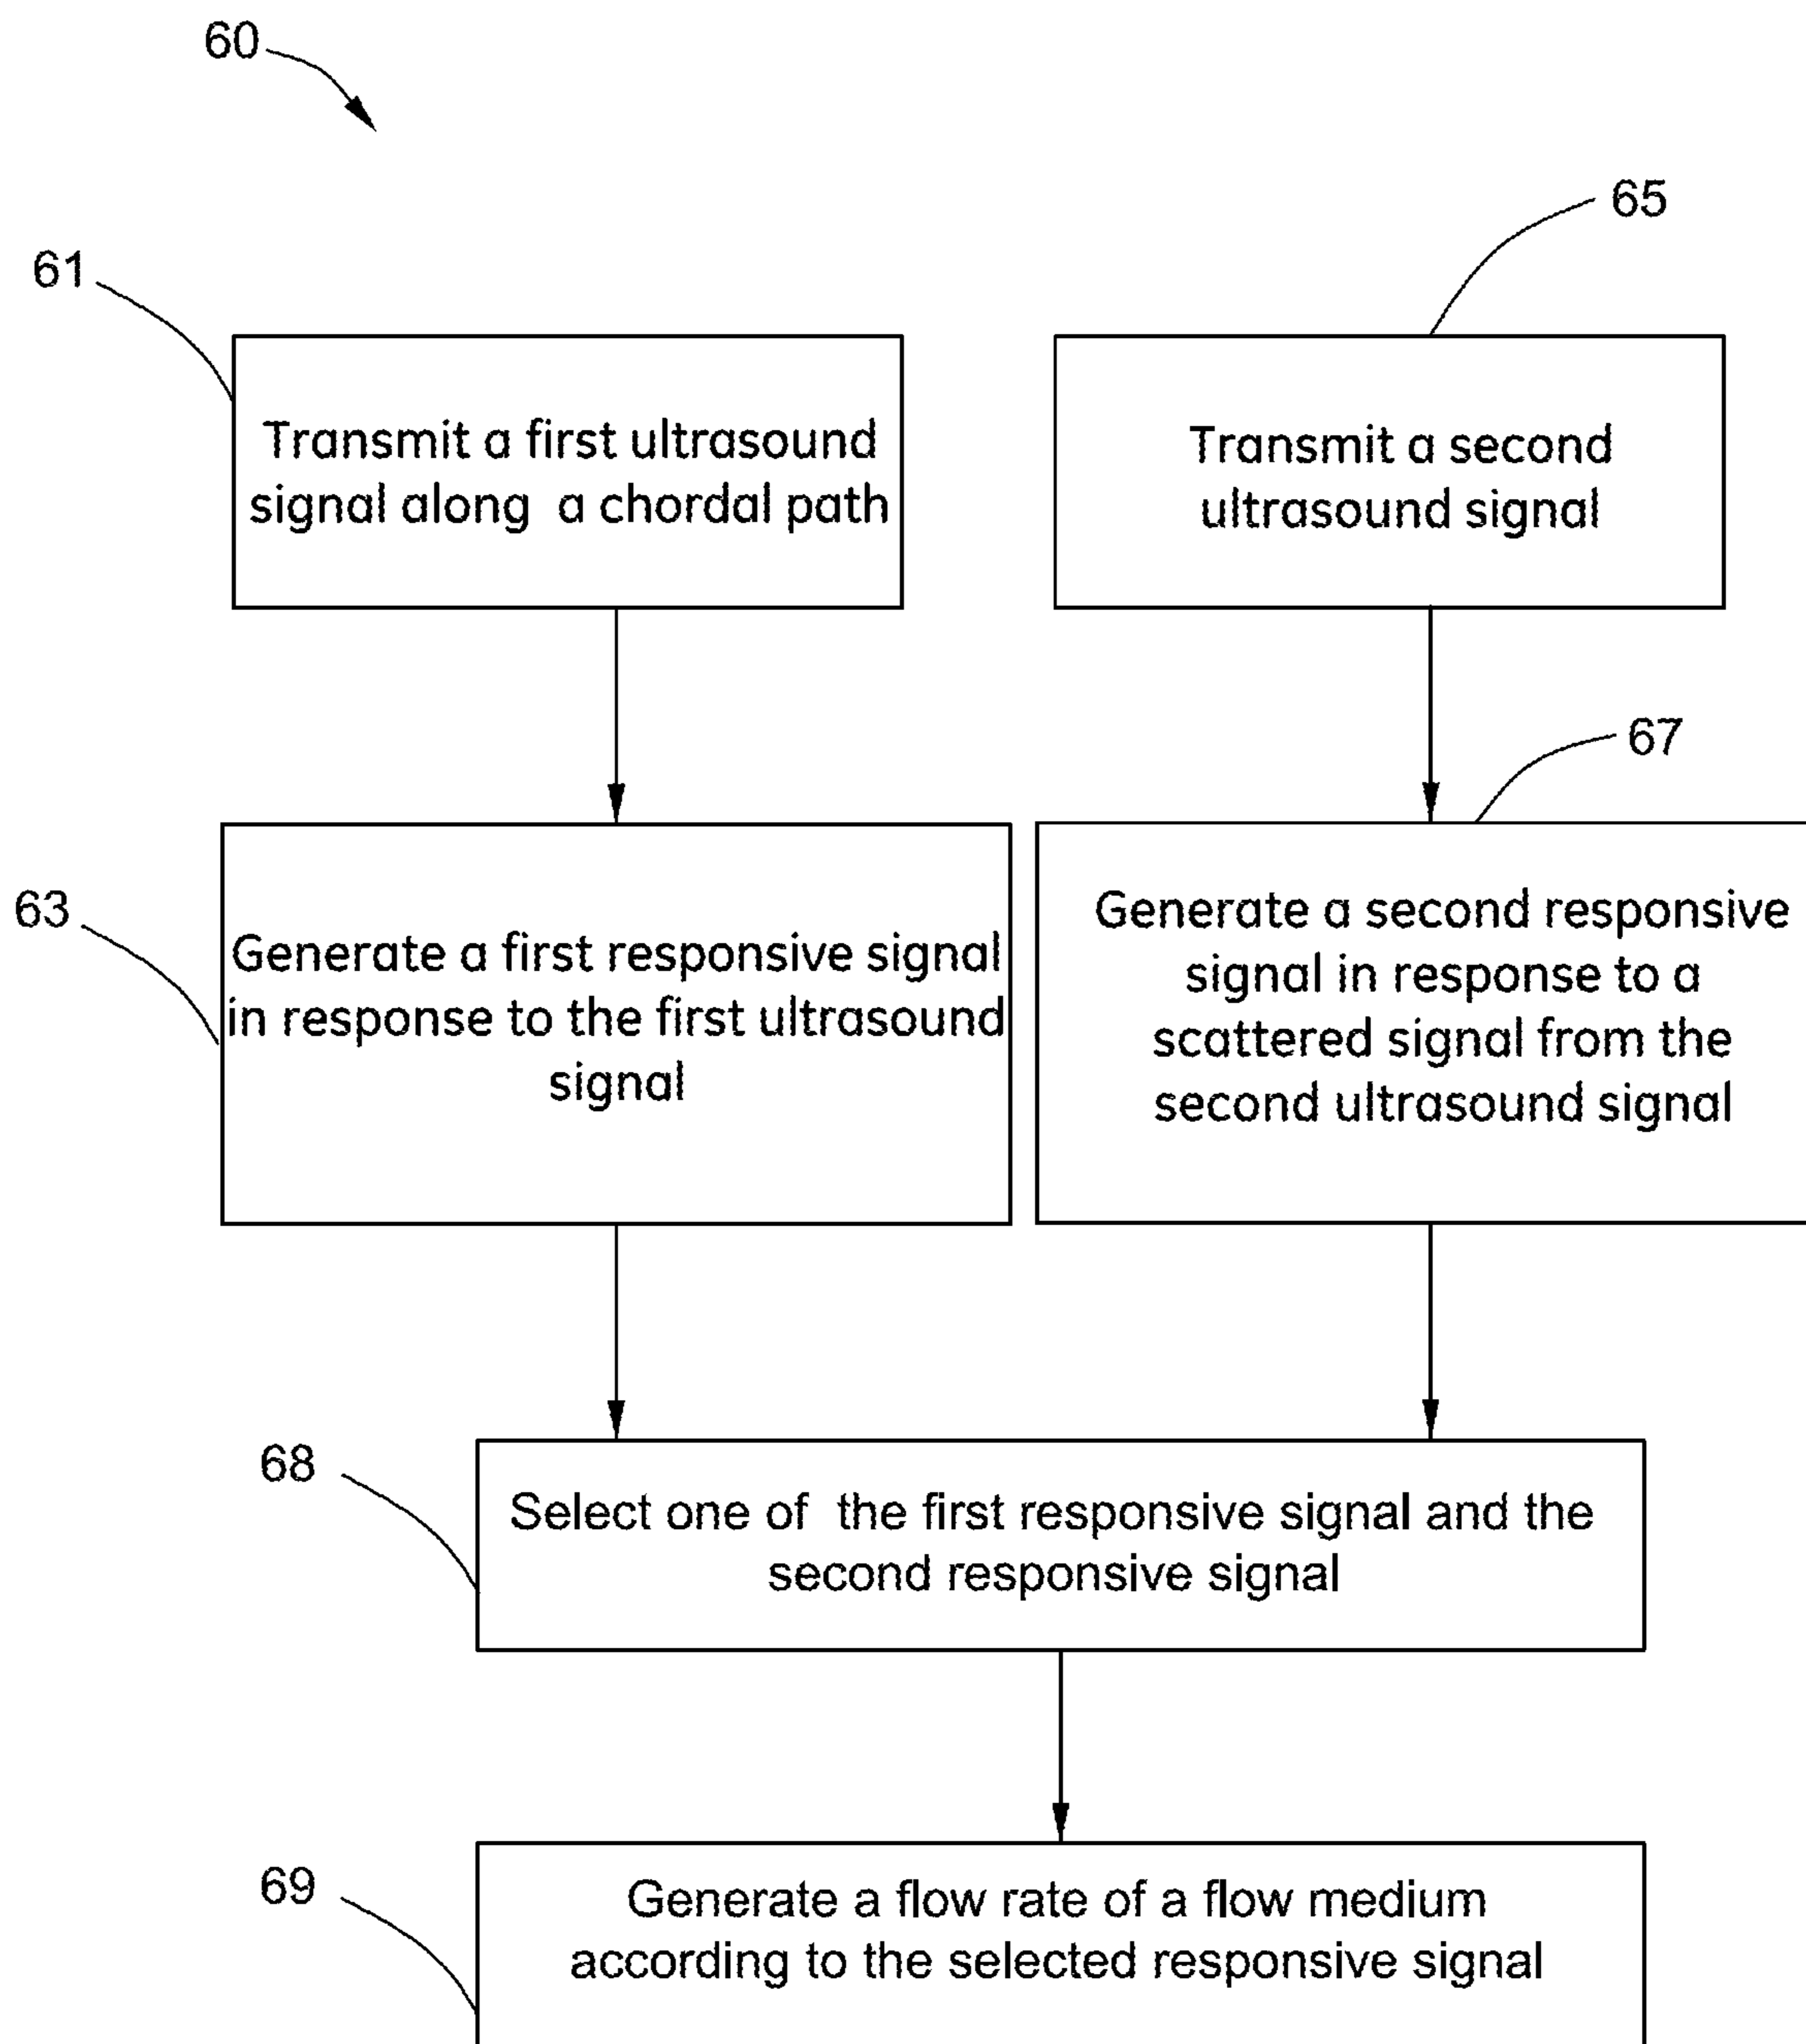 60
65
61
Transmit a first ultrasound
signal along a chordal path
Transmit a second
ultrasound signal
67
63
Generate a first responsive signal
in response to the first ultrasound
signal
Generate a second responsive
signal in response to a
scattered signal from the
second ultrasound signal
68
Select one of the first responsive signal and the
second responsive signal
69
Generate a flow rate of a flow medium
according to the selected responsive signal